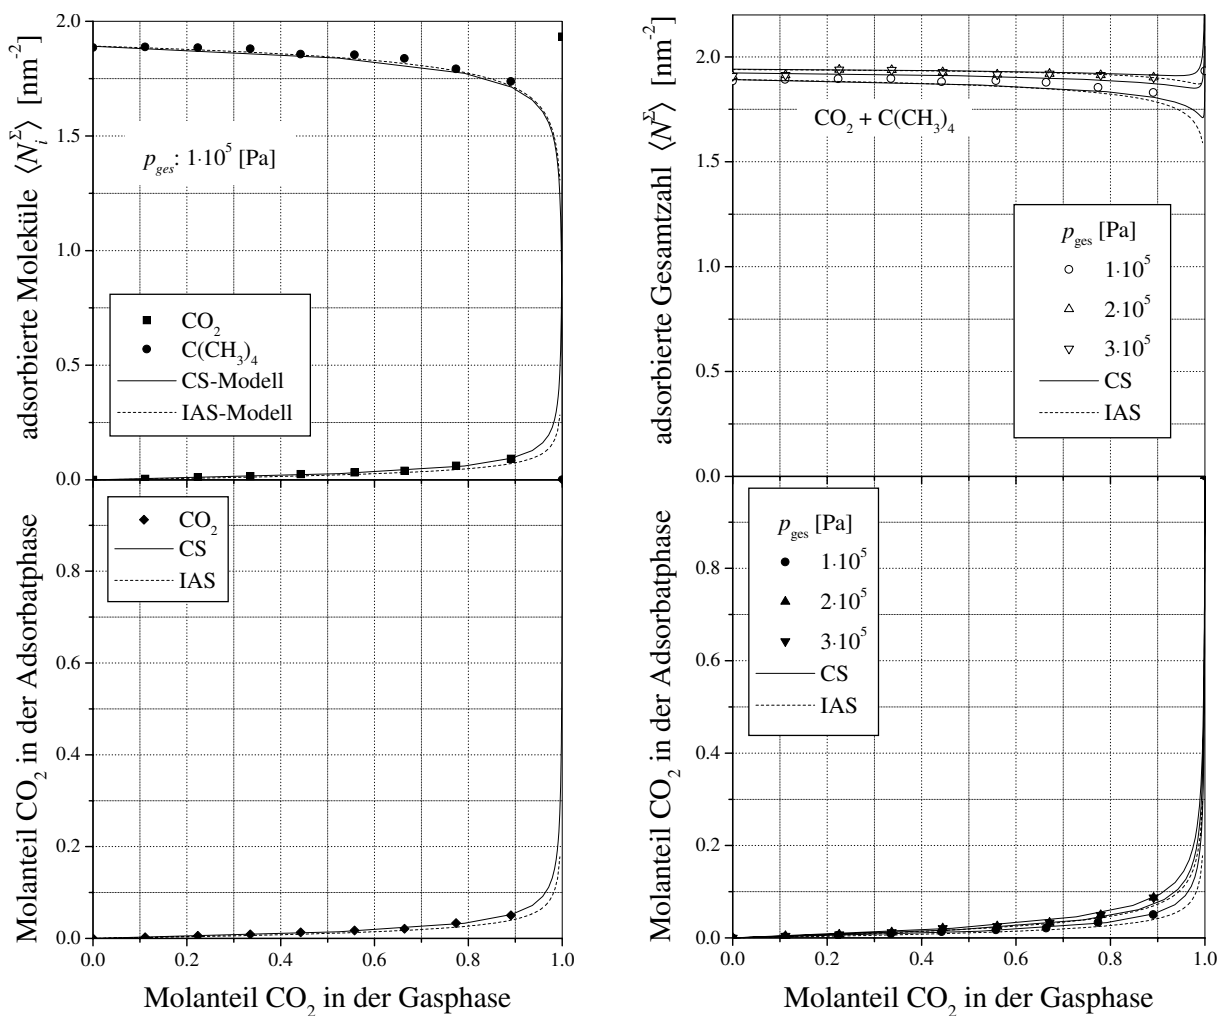 adsorbierte Moleküle ⟨N_i^Σ⟩ [nm^-2]
2.0
1.5
1.0
0.5
0.0
p_ges: 1·10^5 [Pa]
CO_2
C(CH_3)_4
CS-Modell
IAS-Modell
Molanteil CO_2 in der Adsorbatphase
0.8
0.6
0.4
0.2
0.0
CO_2
CS
IAS
0.0 0.2 0.4 0.6 0.8 1.0
Molanteil CO_2 in der Gasphase
adsorbierte Gesamtzahl ⟨N^Σ⟩ [nm^-2]
2.0
1.5
1.0
0.5
0.0
CO_2 + C(CH_3)_4
p_ges [Pa]
1·10^5
2·10^5
3·10^5
CS
IAS
Molanteil CO_2 in der Adsorbatphase
0.8
0.6
0.4
0.2
0.0
p_ges [Pa]
1·10^5
2·10^5
3·10^5
CS
IAS
0.0 0.2 0.4 0.6 0.8 1.0
Molanteil CO_2 in der Gasphase